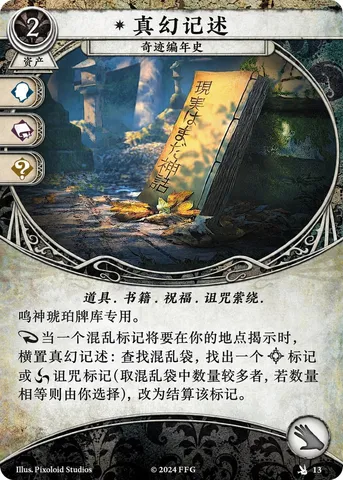 2
资产
真幻记述
奇迹编年史
現実はまだ神話
道具. 书籍. 祝福. 诅咒萦绕.
鸣神琥珀牌库专用。
当一个混乱标记将要在你的地点揭示时，
横置真幻记述：查找混乱袋，找出一个标记
或诅咒标记(取混乱袋中数量较多者，若数量
相等则由你选择)，改为结算该标记。
Illus. Pixoloid Studios
© 2024 FFG
13